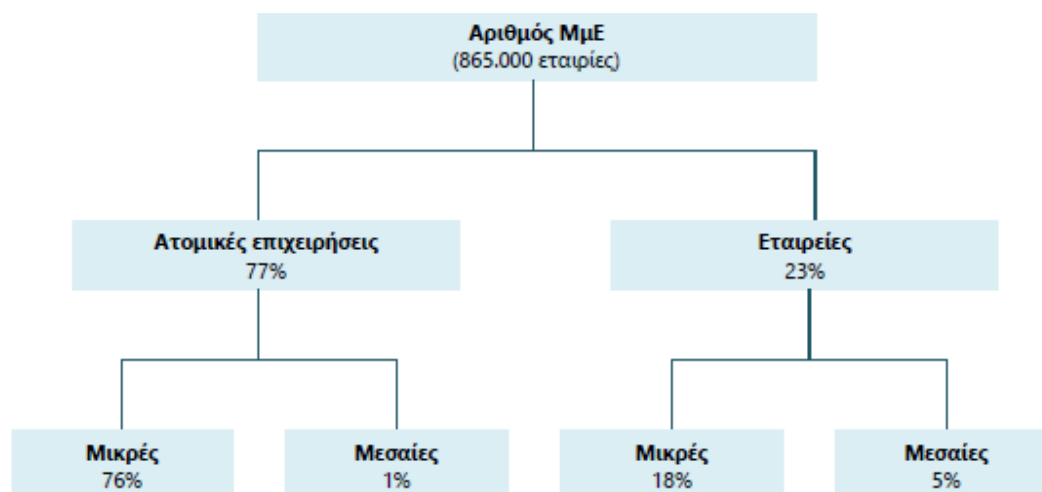 Αριθμός ΜμΕ
(865.000 εταιρίες)
Ατομικές επιχειρήσεις
77%
Εταιρείες
23%
Μικρές
76%
Μεσαίες
1%
Μικρές
18%
Μεσαίες
5%